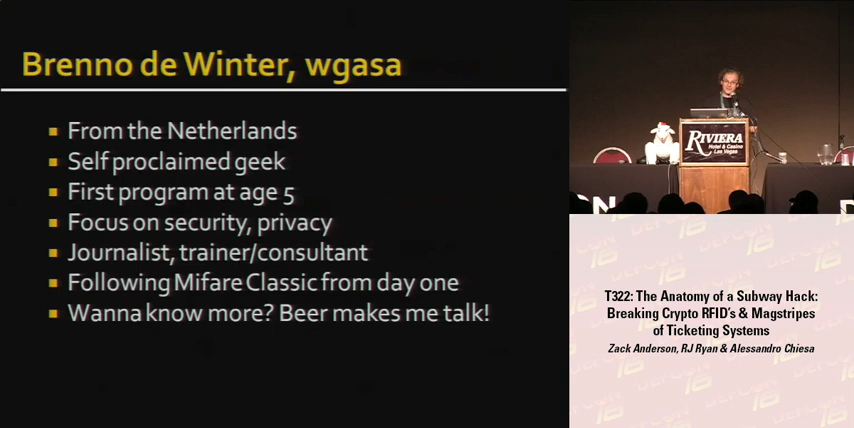 Brenno de Winter, wgasa
From the Netherlands
Self proclaimed geek
First program at age 5
Focus on security, privacy
Journalist, trainer/consultant
Following Mifare Classic from day one
Wanna know more? Beer makes me talk!
RIVIERA
Hotel & Casino
Las Vegas
CON
D
T322: The Anatomy of a Subway Hack:
Breaking Crypto RFID's & Magstripes
of Ticketing Systems
Zack Anderson, RJ Ryan & Alessandro Chiesa
DEFCON
16